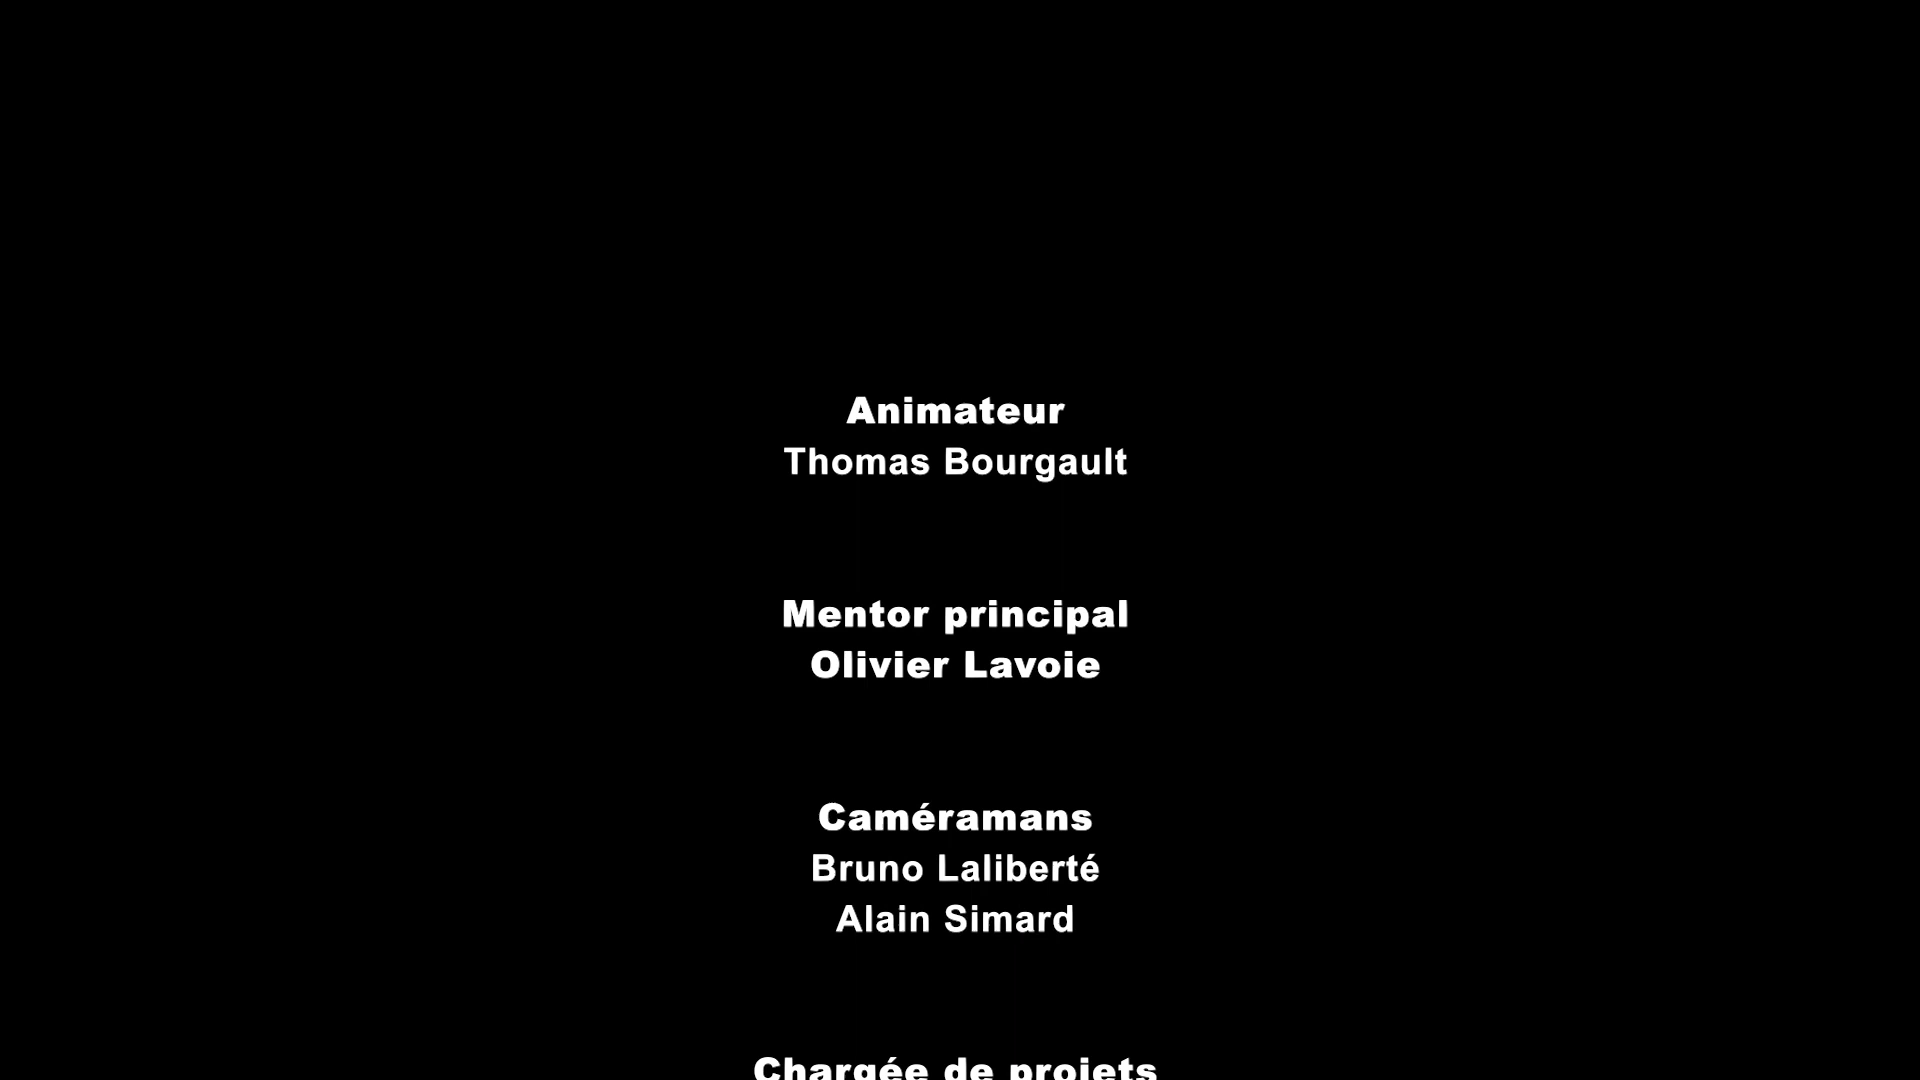 Animateur
Thomas Bourgault
Mentor principal
Olivier Lavoie
Caméramans
Bruno Laliberté
Alain Simard
Chargée de projets